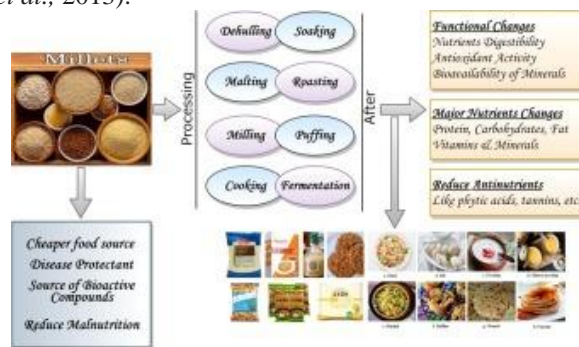 et al., 2013).
Millets
Processing
Dehulling
Soaking
Malting
Roasting
Milling
Puffing
Cooking
Fermentation
After
Functional Changes
Nutrients Digestibility
Antioxidant Activity
Bioavailability of Minerals
Major Nutrients Changes
Protein, Carbohydrates, Fat
Vitamins & Minerals
Reduce Antinutrients
Like phytic acids, tannins, etc
Cheaper food source
Disease Protectant
Source of Bioactive
Compounds
Reduce Malnutrition